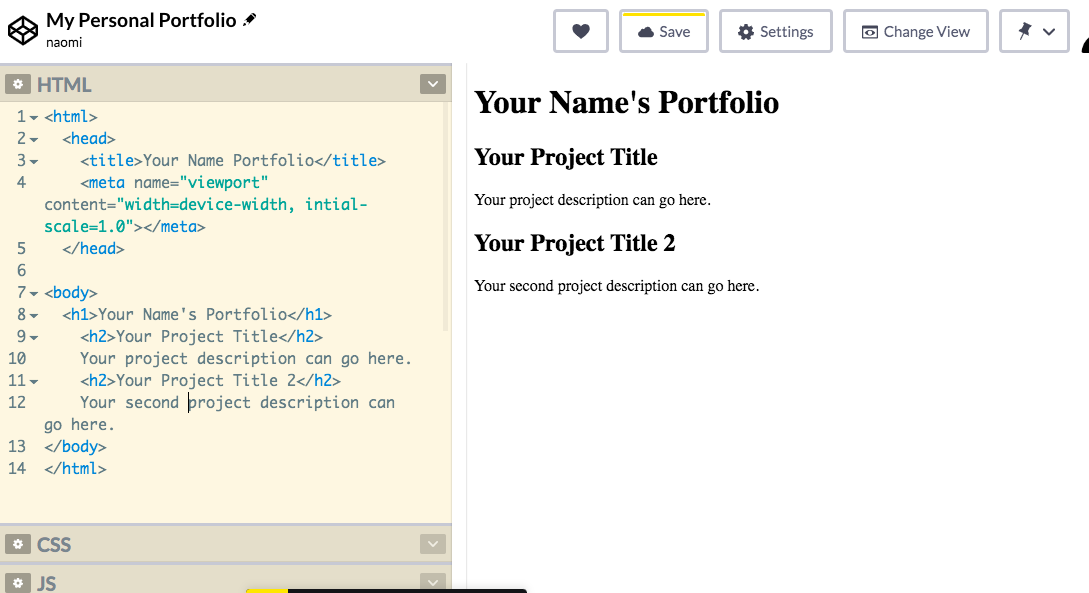 My Personal Portfolio
naomi
Save
Settings
Change View
HTML
1 <html>
2 <head>
3 <title>Your Name Portfolio</title>
4 <meta name="viewport"
content="width=device-width, intial-
scale=1.0"></meta>
5 </head>
6
7 <body>
8 <h1>Your Name's Portfolio</h1>
9 <h2>Your Project Title</h2>
10 Your project description can go here.
11 <h2>Your Project Title 2</h2>
12 Your second project description can
go here.
13 </body>
14 </html>
CSS
JS
Your Name's Portfolio
Your Project Title
Your project description can go here.
Your Project Title 2
Your second project description can go here.